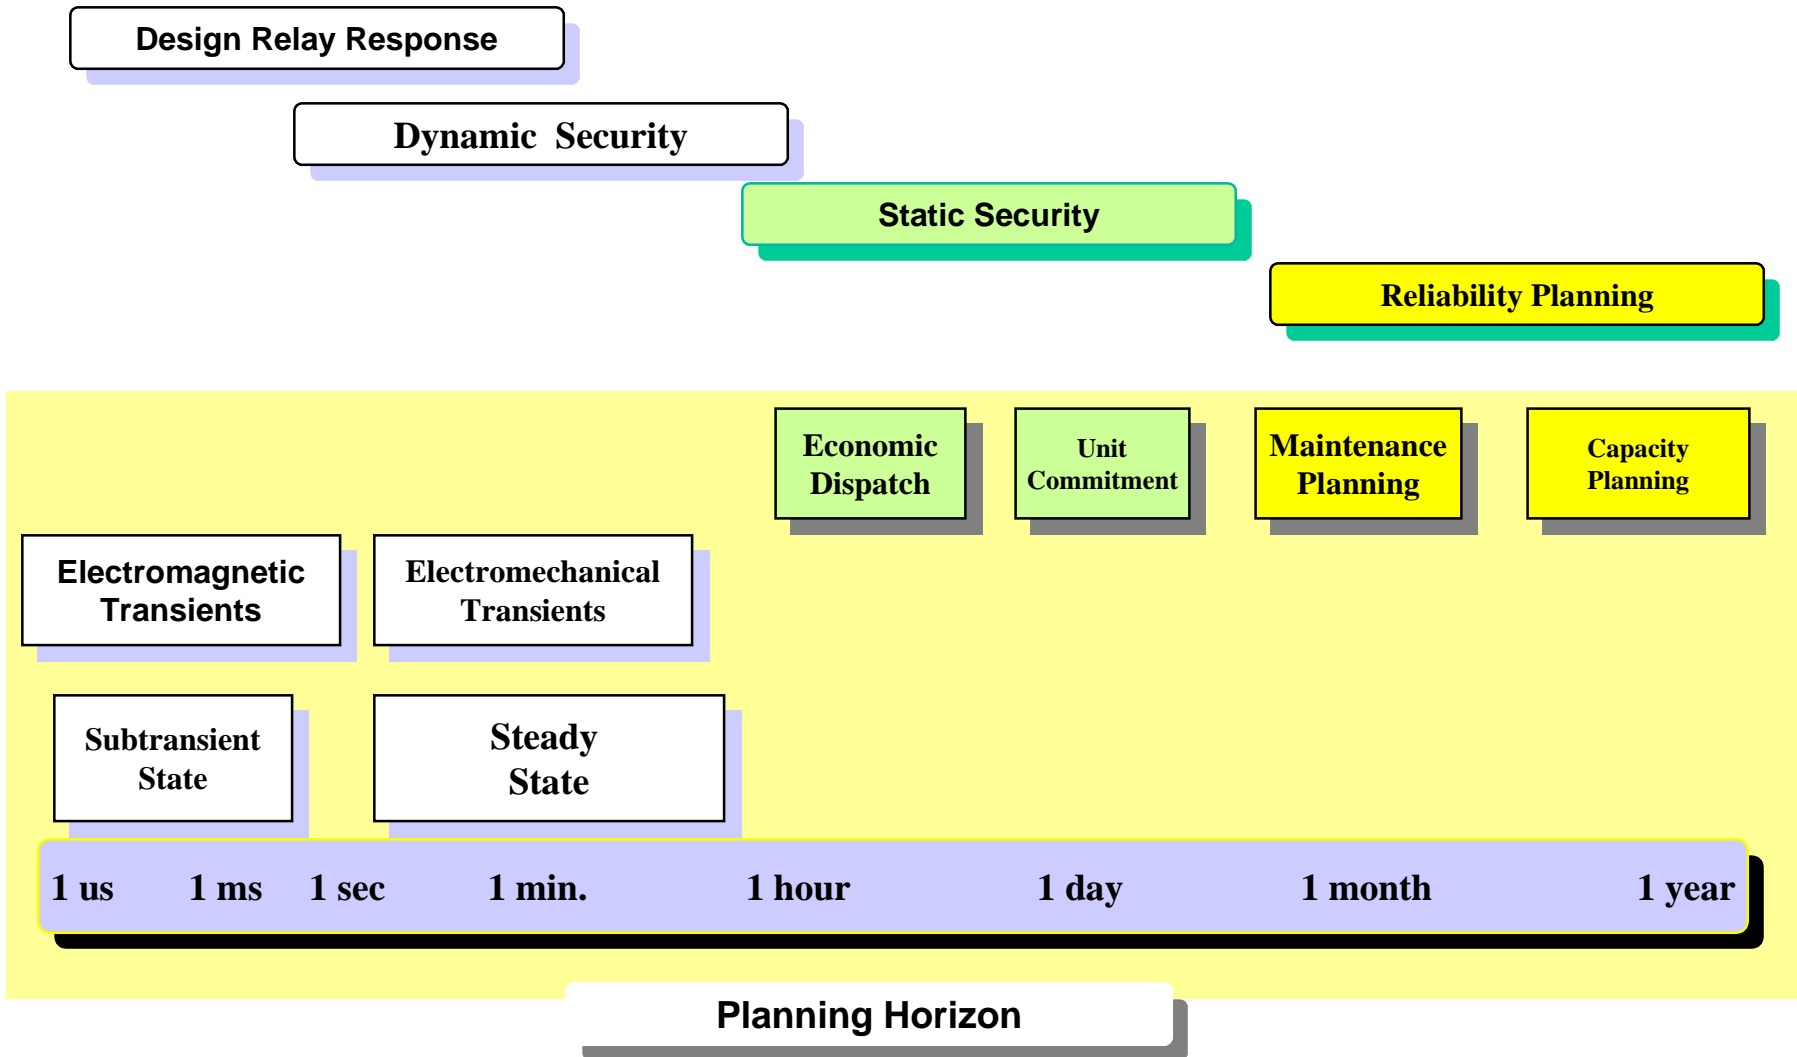 Design Relay Response
Dynamic Security
Static Security
Reliability Planning
Economic
Dispatch
Unit
Commitment
Maintenance
Planning
Capacity
Planning
Electromagnetic
Transients
Electromechanical
Transients
Subtransient
State
Steady
State
1 us 1 ms 1 sec 1 min. 1 hour 1 day 1 month 1 year
Planning Horizon